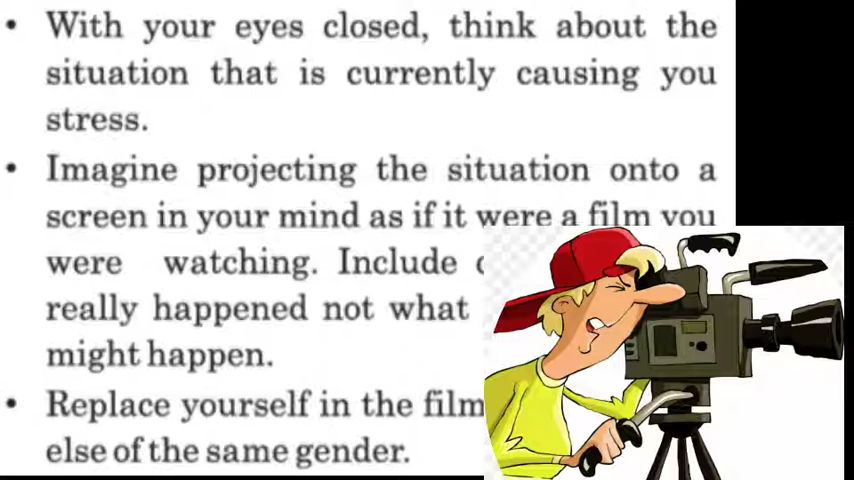 • With your eyes closed, think about the
situation that is currently causing you
stress.
• Imagine projecting the situation onto a
screen in your mind as if it were a film you
were watching. Include
really happened not what
might happen.
• Replace yourself in the film
else of the same gender.